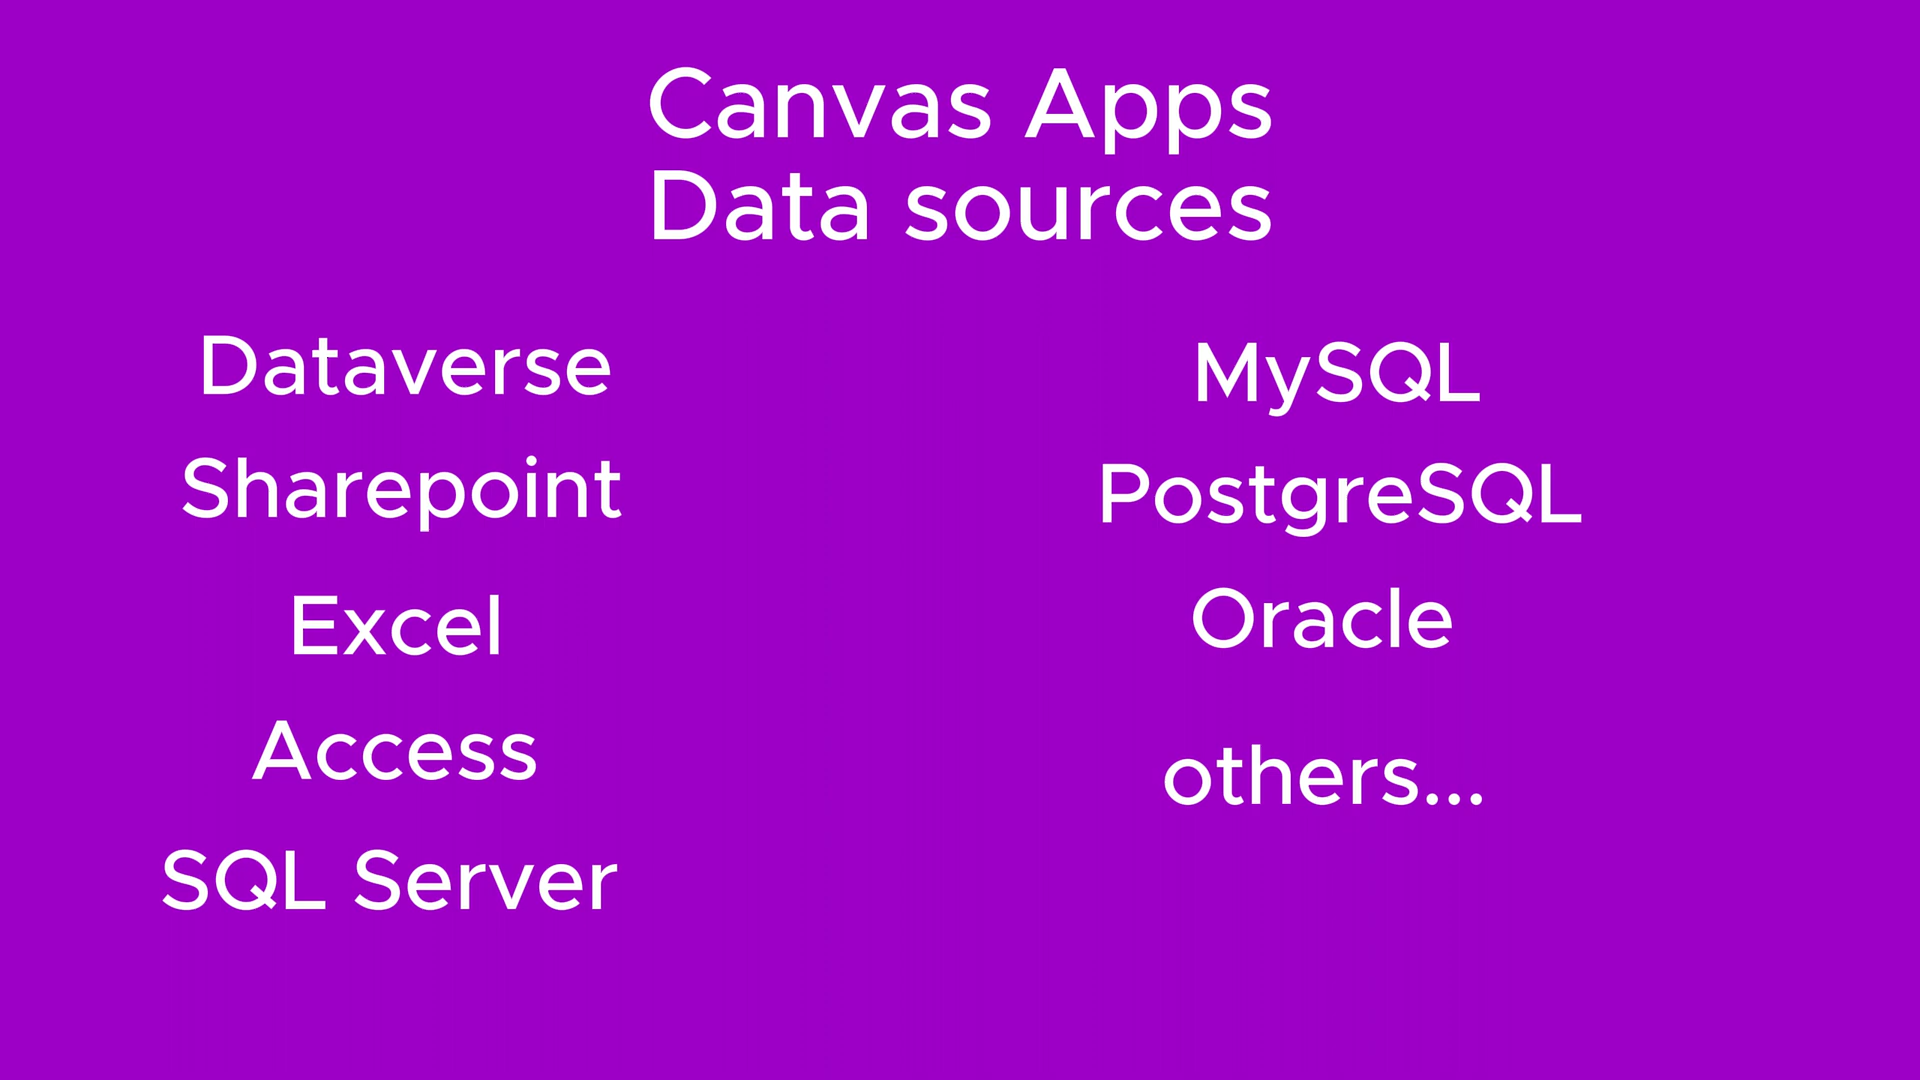 Canvas Apps
Data sources
Dataverse
Sharepoint
Excel
Access
SQL Server
MySQL
PostgreSQL
Oracle
others...